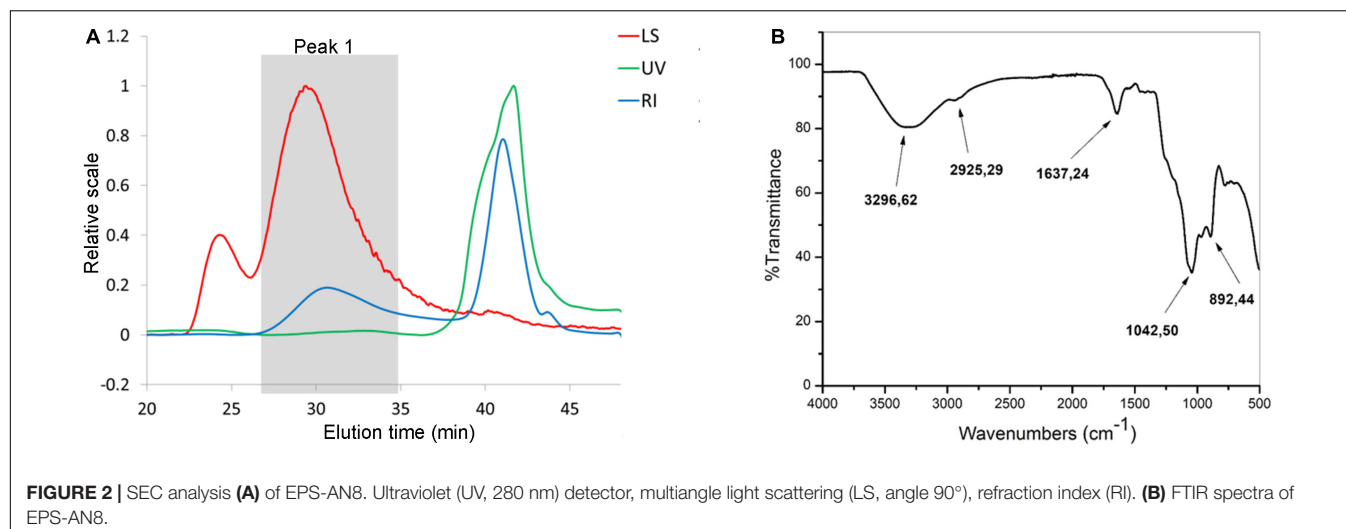 A
Peak 1
LS
UV
RI
1.2
1
0.8
0.6
0.4
0.2
0
-0.2
Relative scale
20 25 30 35 40 45
Elution time (min)
B
100
80
60
40
20
0
%Transmittance
3296,62
2925,29
1637,24
1042,50
892,44
4000 3500 3000 2500 2000 1500 1000 500
Wavenumbers (cm⁻¹)
FIGURE 2 | SEC analysis (A) of EPS-AN8. Ultraviolet (UV, 280 nm) detector, multiangle light scattering (LS, angle 90°), refraction index (RI). (B) FTIR spectra of
EPS-AN8.